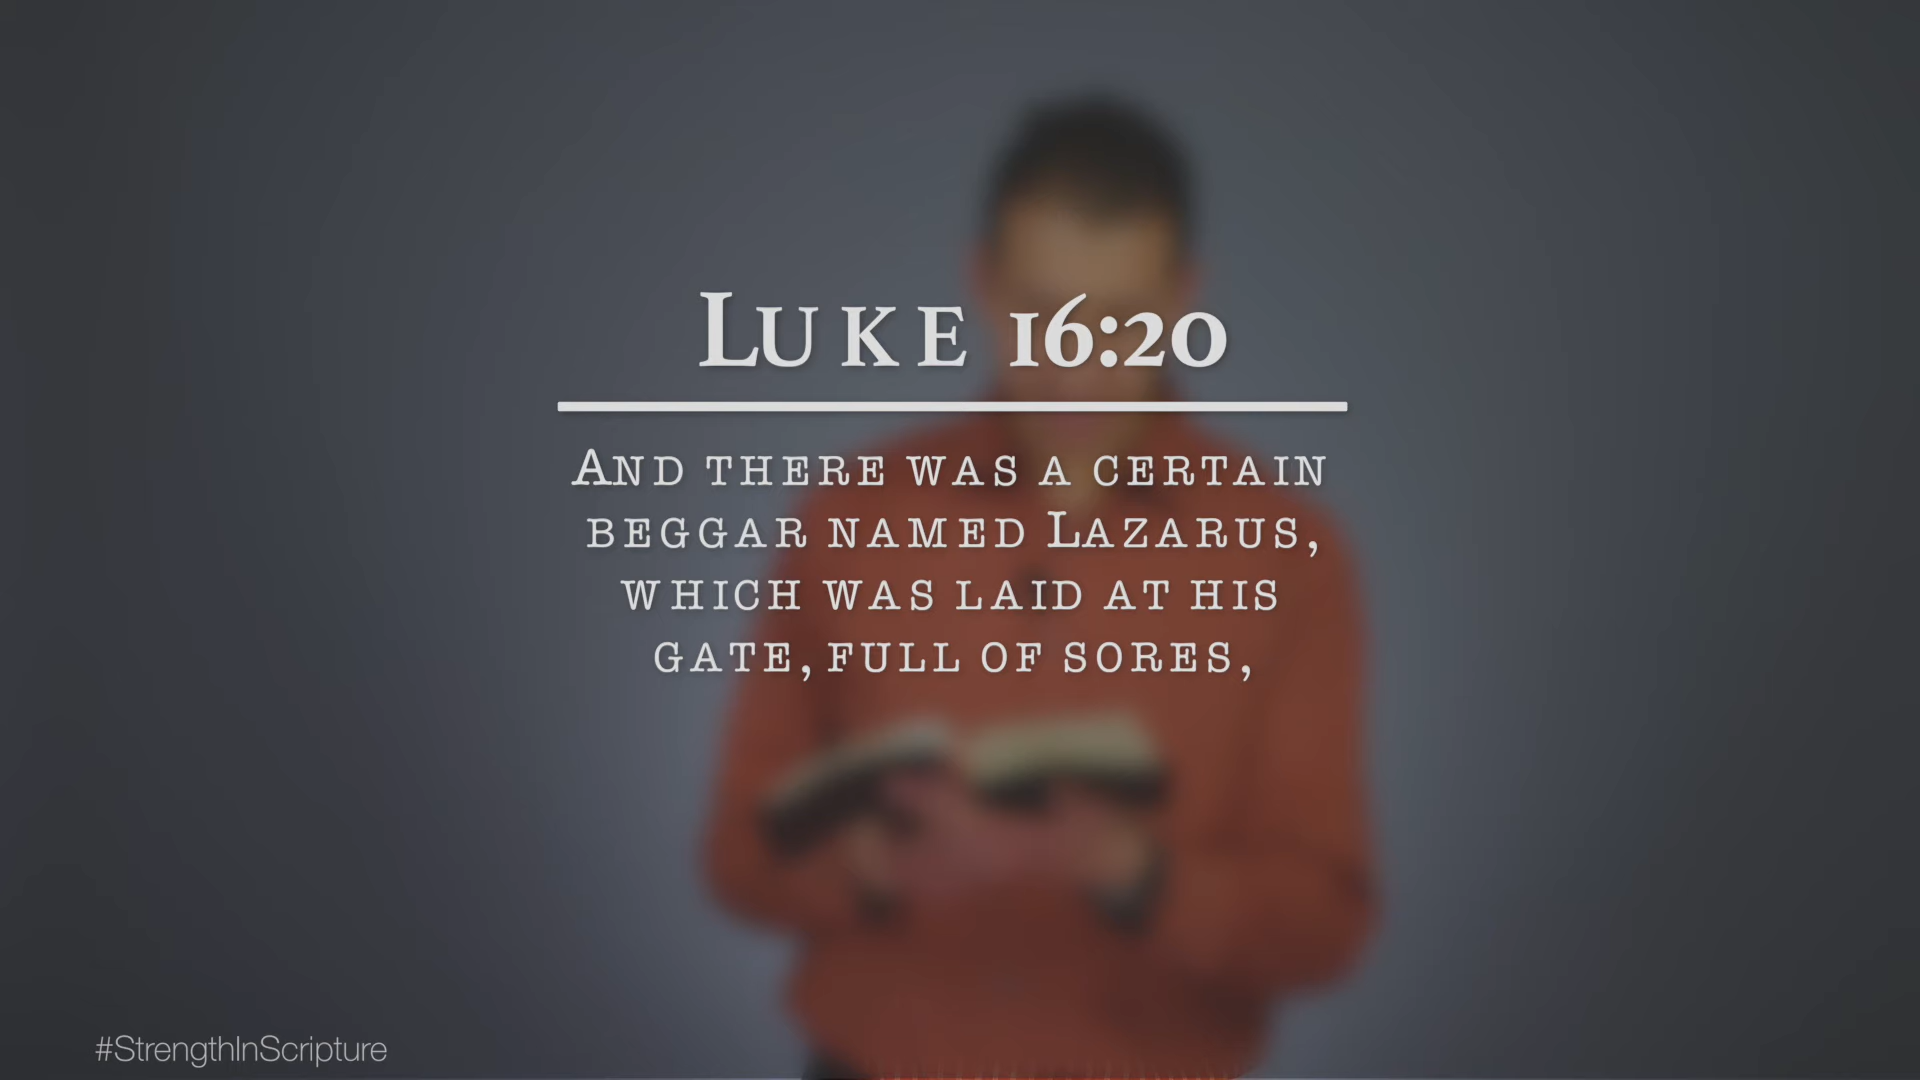 Luke 16:20
And there was a certain
beggar named Lazarus,
which was laid at his
gate, full of sores,
#StrengthInScripture